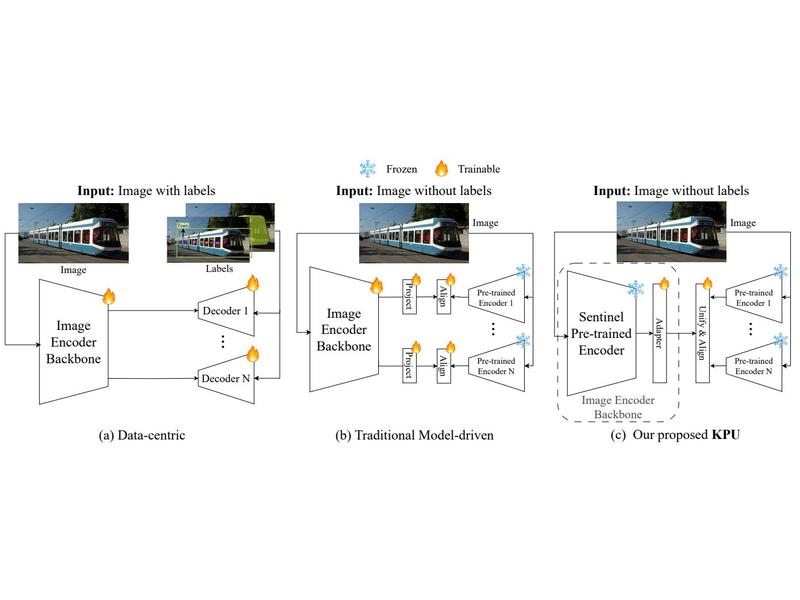 Frozen
Trainable
Input: Image with labels
Image
Labels
Image
Encoder
Backbone
Decoder 1
Decoder N
(a) Data-centric
Input: Image without labels
Image
Image
Encoder
Backbone
Project
Align
Pre-trained
Encoder 1
Project
Align
Pre-trained
Encoder N
(b) Traditional Model-driven
Input: Image without labels
Image
Sentinel
Pre-trained
Encoder
Adapter
Unify & Align
Pre-trained
Encoder 1
Pre-trained
Encoder N
Image Encoder
Backbone
(c) Our proposed KPU